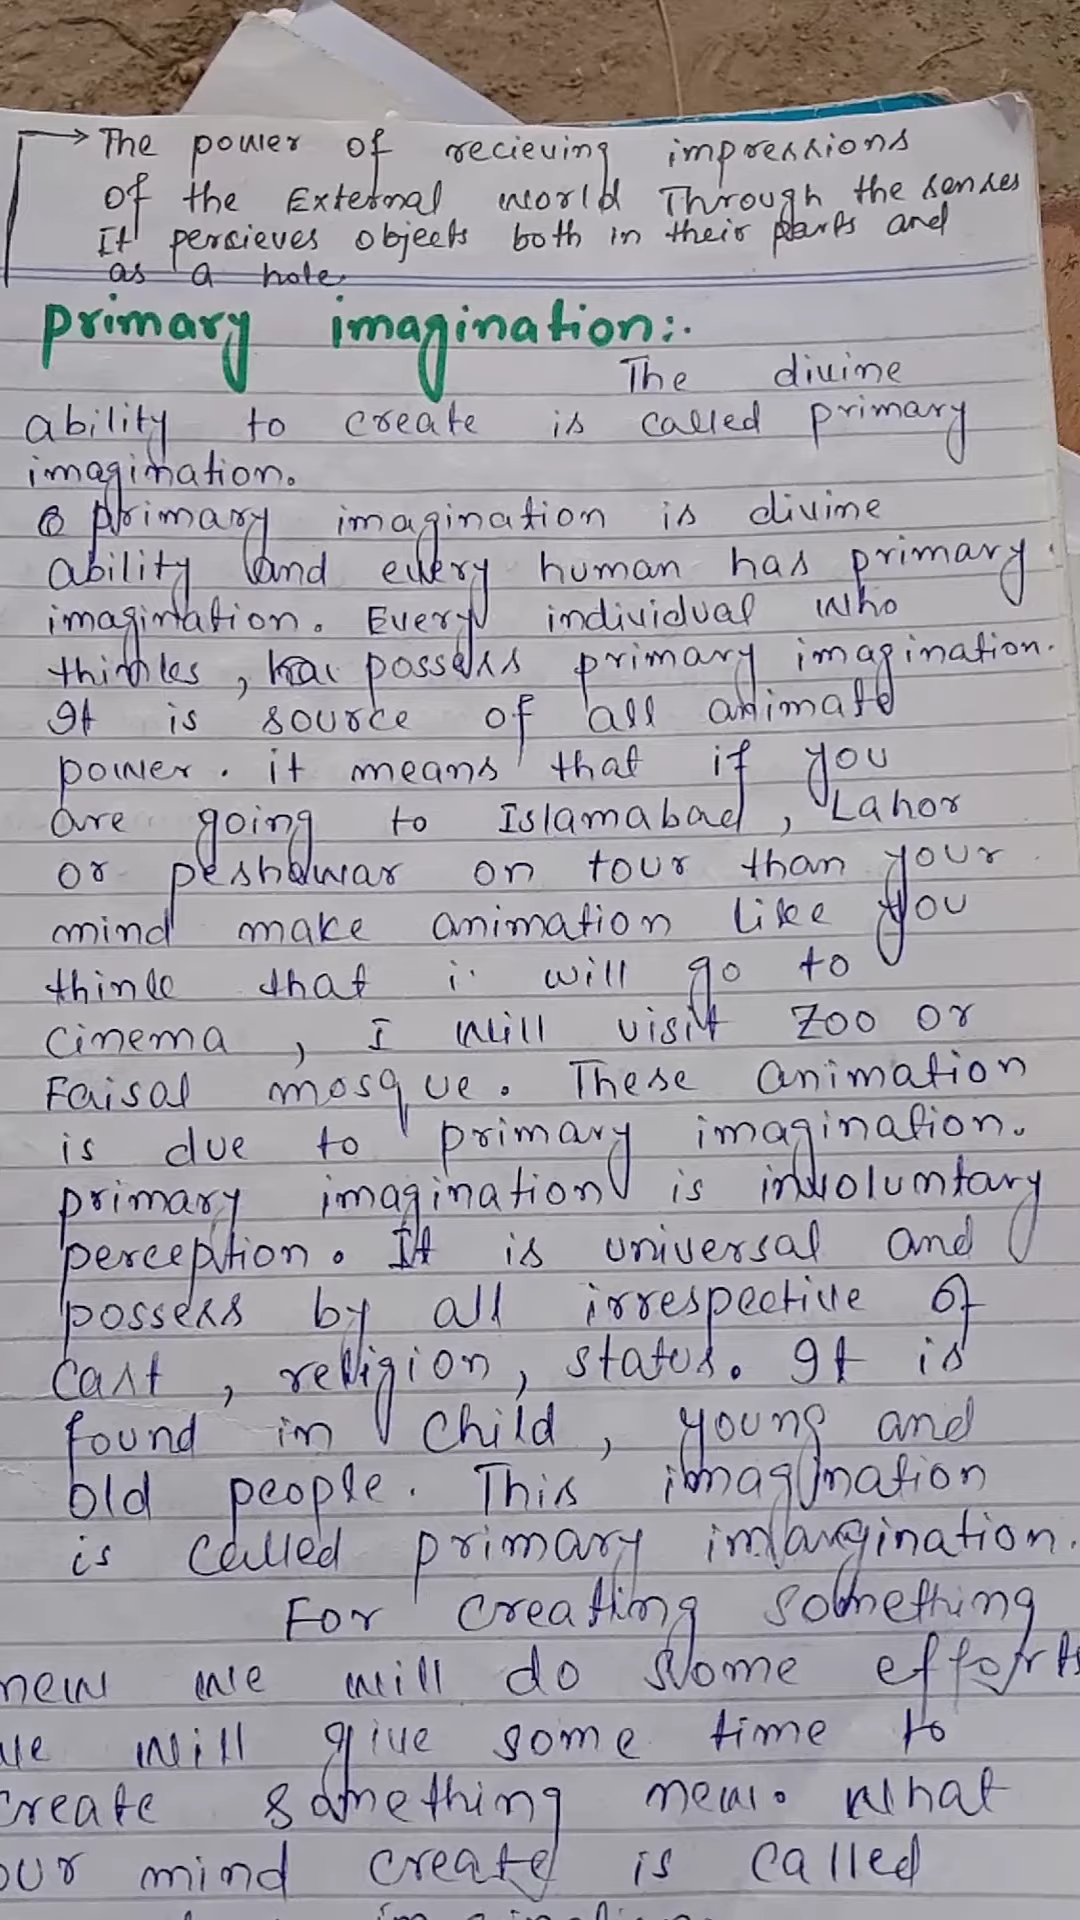 The power of recieving impressions
of the External world Through the senses
It percieves objects both in their parts and
as a hole
primary imagination:.
The divine
ability to create is called primary
imagination.
primary imagination is divine
ability and every human has primary
imagination. Every individual who
thinks, possess primary imagination.
It is source of all animate
power. it means that if you
are going to Islamabad, Lahor
or peshawar on tour than your
mind make animation like you
think that i will go to
cinema, I will visit Zoo or
Faisal mosque. These animation
is due to primary imagination.
primary imagination is involuntary
perception. It is universal and
possess by all irrespective of
cast, religion, status. It is
found in child, young and
old people. This imagination
is called primary imagination.
For creating something
new we will do some efforts
will give some time to
create something new. what
our mind create is called